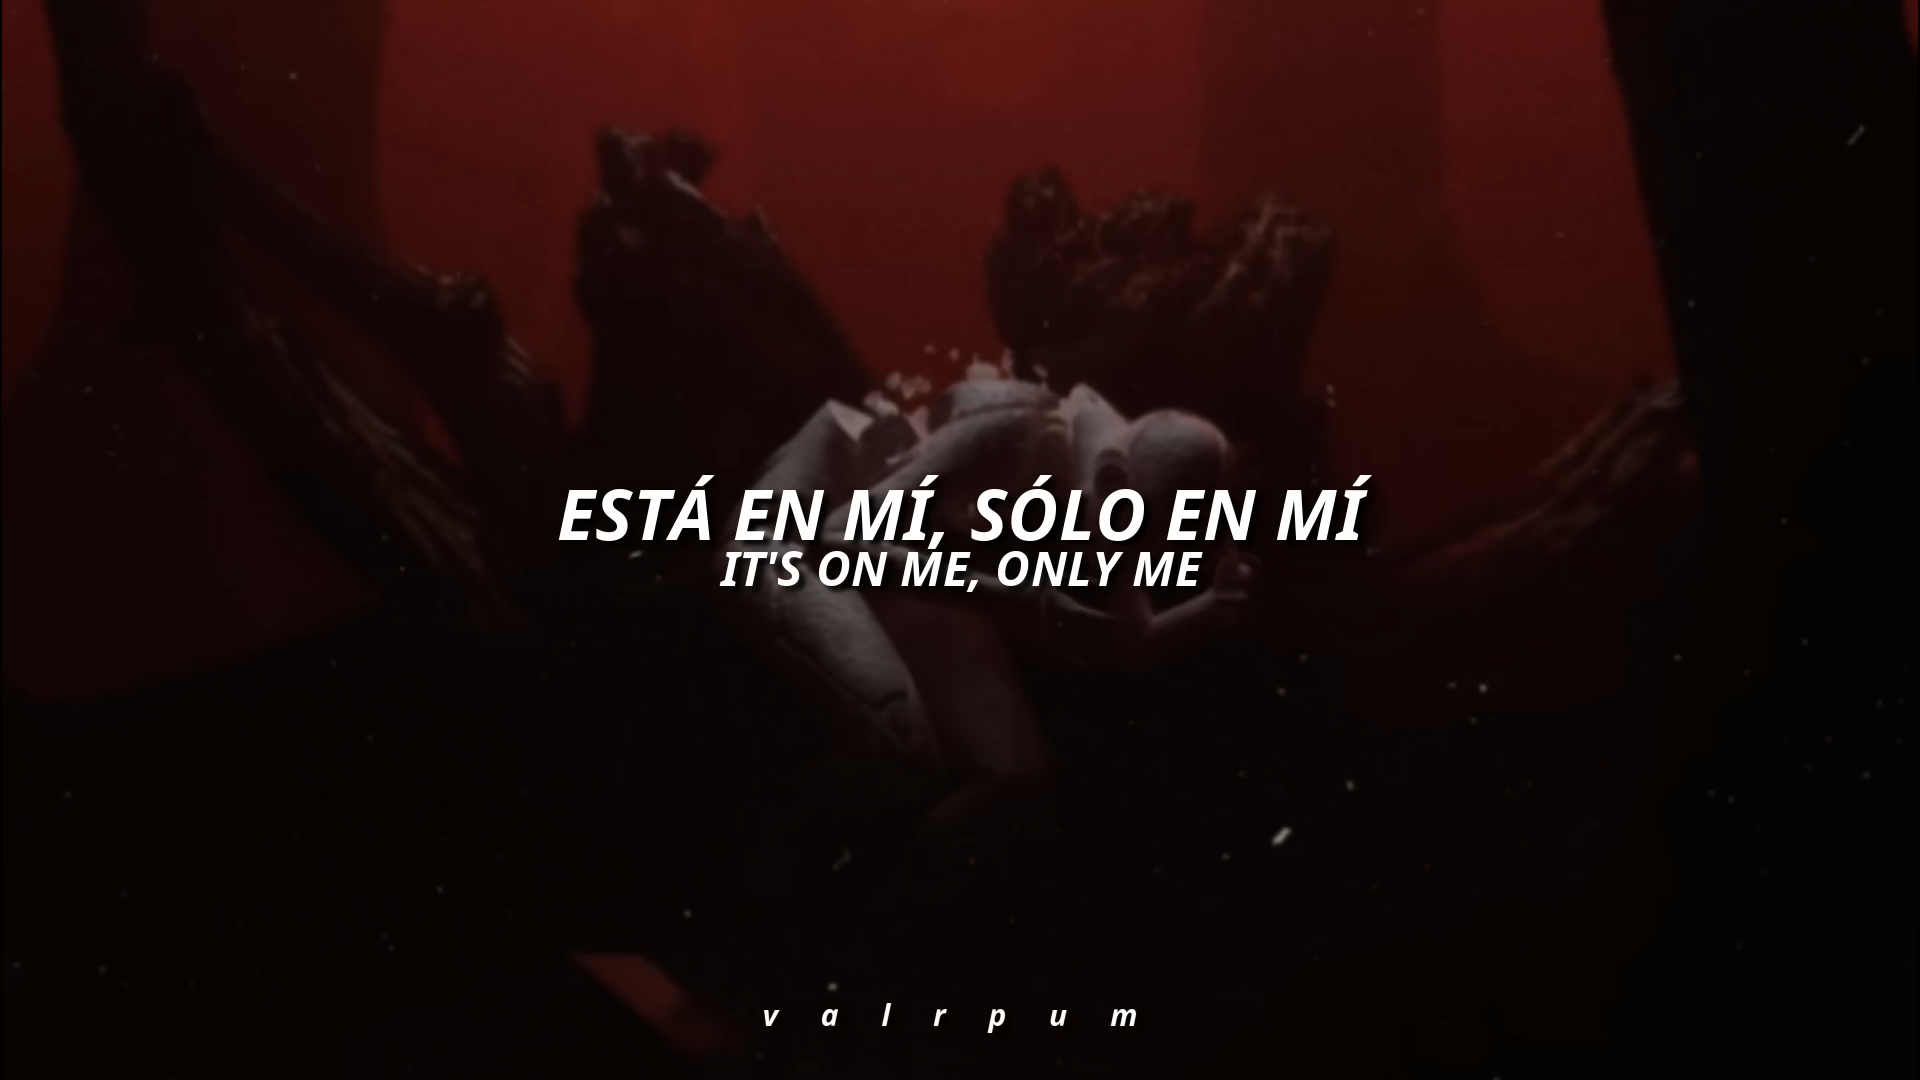 ESTÁ EN MÍ, SÓLO EN MÍ
IT'S ON ME, ONLY ME
v a l r p u m